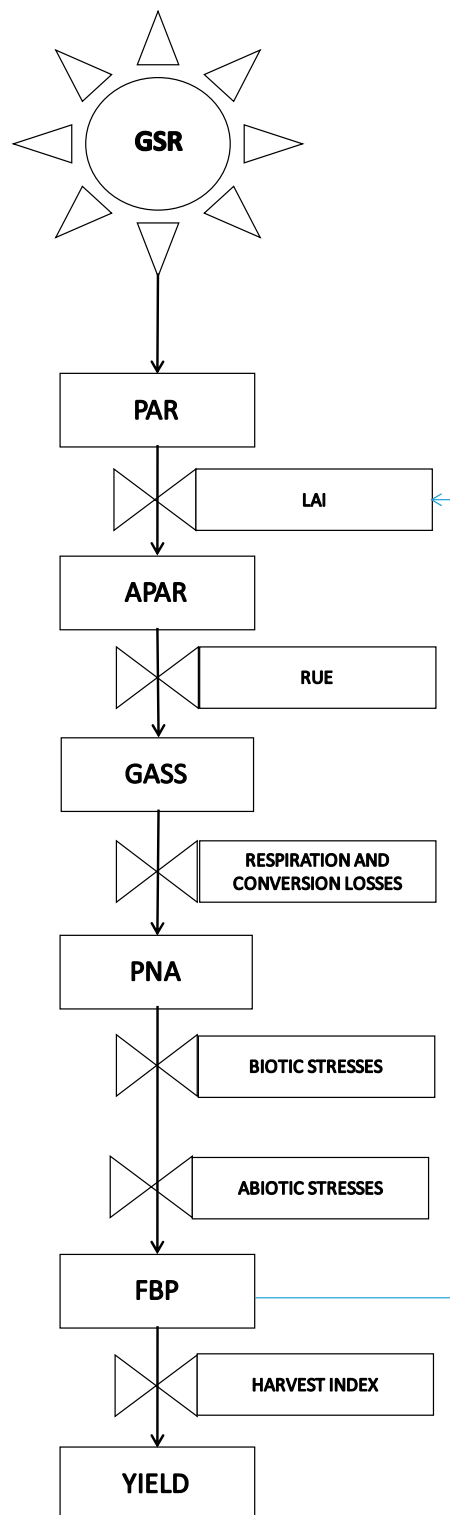 GSR
PAR
LAI
APAR
RUE
GASS
RESPIRATION AND
CONVERSION LOSSES
PNA
BIOTIC STRESSES
ABIOTIC STRESSES
FBP
HARVEST INDEX
YIELD